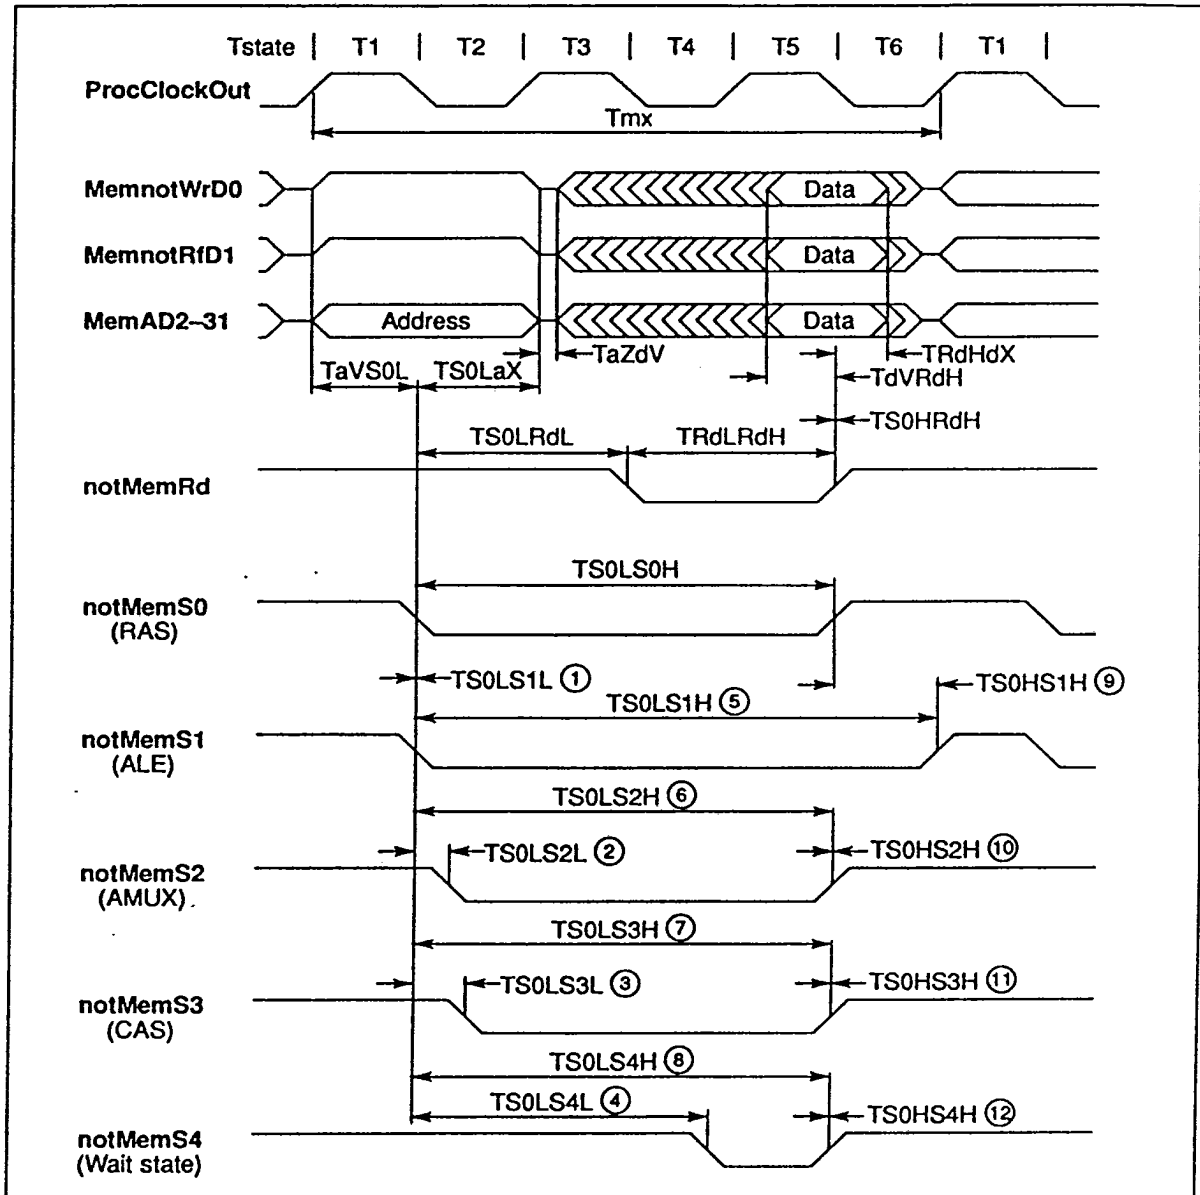 Tstate | T1 | T2 | T3 | T4 | T5 | T6 | T1 |
ProcClockOut
Tmx
MemnotWrD0 Data
MemnotRfD1 Data
MemAD2–31 Address Data
TaZdV TRdHdX
TaVS0L TS0LaX TdVRdH
TS0HRdH
TS0LRdL TRdLRdH
notMemRd
TS0LS0H
notMemS0
(RAS)
TS0LS1L ① TS0HS1H ⑨
TS0LS1H ⑤
notMemS1
(ALE)
TS0LS2H ⑥
TS0LS2L ② TS0HS2H ⑩
notMemS2
(AMUX)
TS0LS3H ⑦
TS0LS3L ③ TS0HS3H ⑪
notMemS3
(CAS)
TS0LS4H ⑧
TS0LS4L ④ TS0HS4H ⑫
notMemS4
(Wait state)